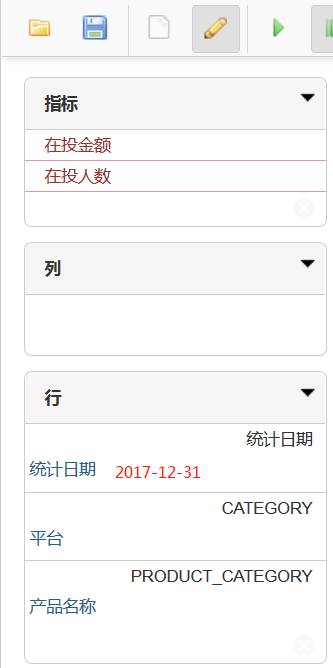 指标
在投金额
在投人数
列
行
统计日期
统计日期 2017-12-31
CATEGORY
平台
PRODUCT_CATEGORY
产品名称